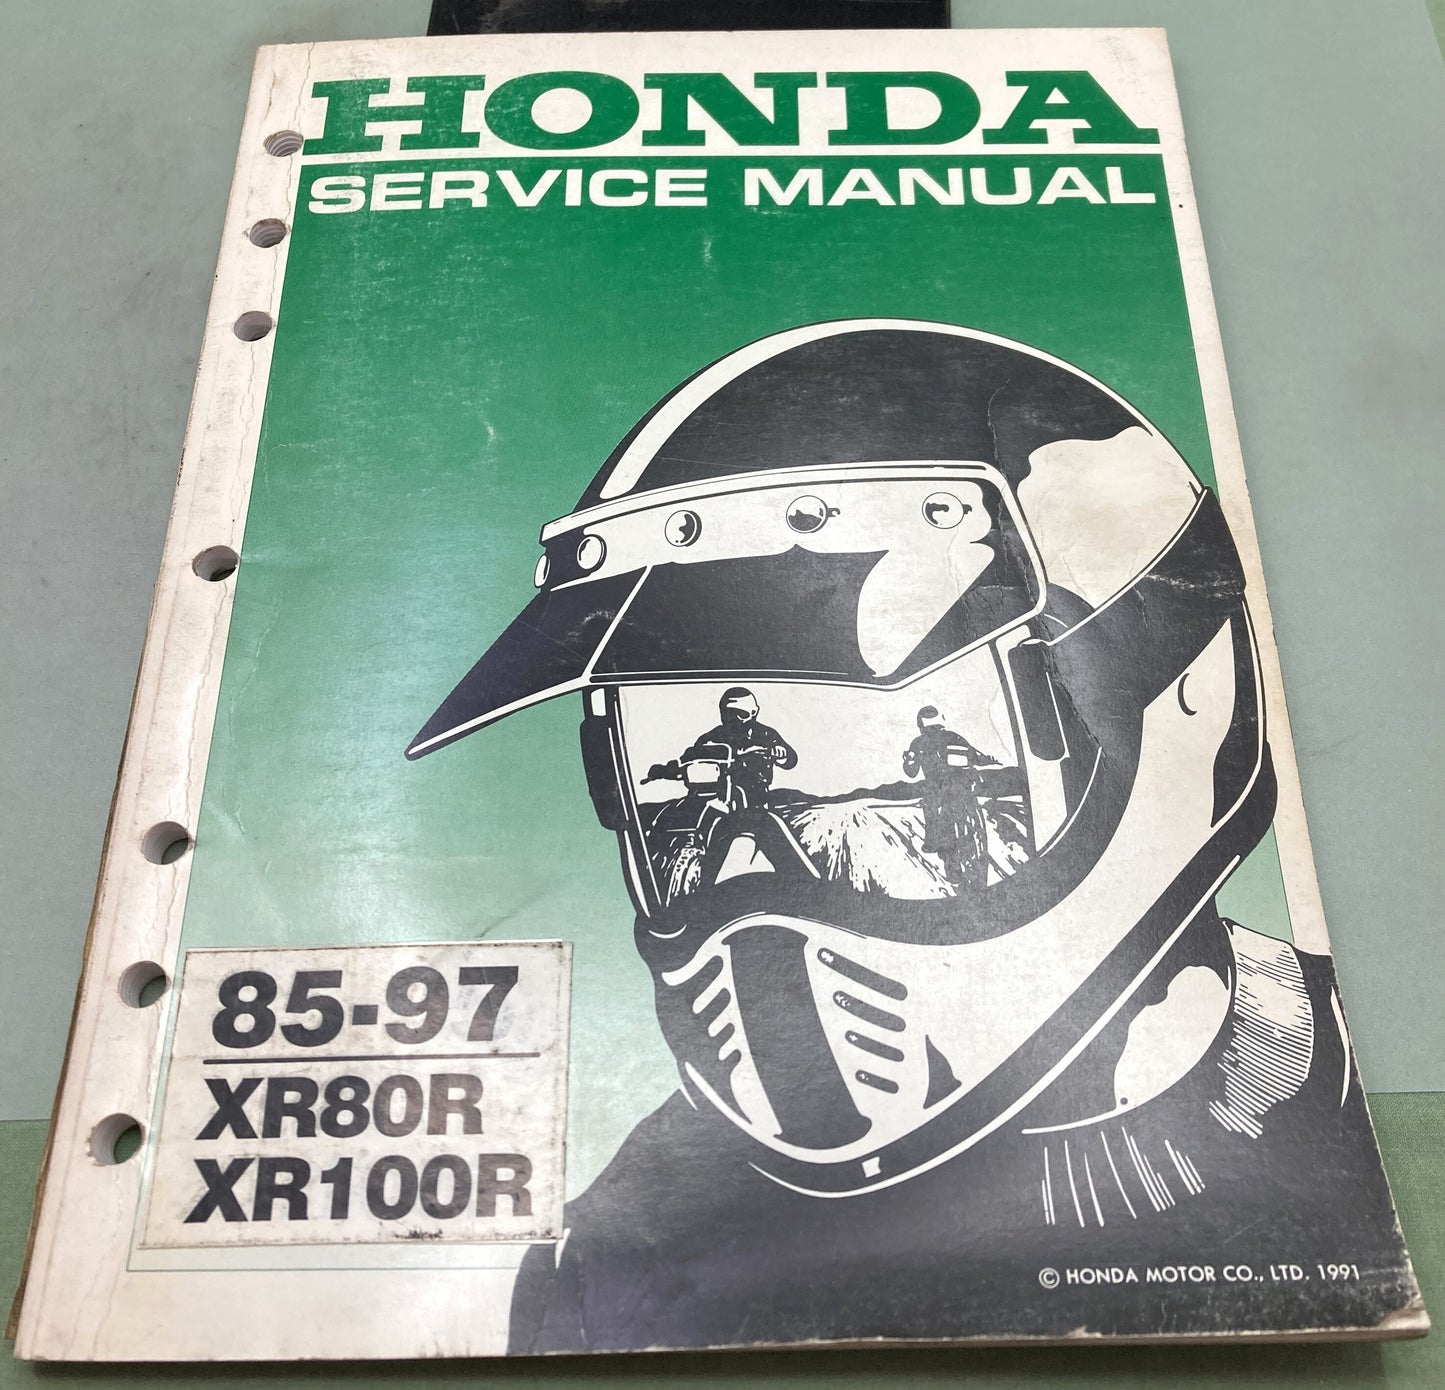 HONDA
SERVICE MANUAL
85-97
XR80R
XR100R
© HONDA MOTOR CO., LTD. 1991